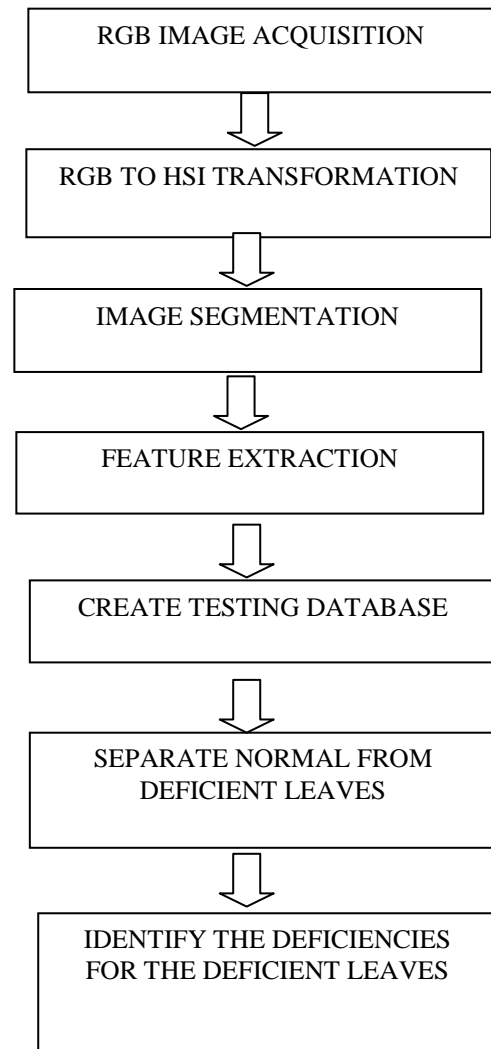 RGB IMAGE ACQUISITION
RGB TO HSI TRANSFORMATION
IMAGE SEGMENTATION
FEATURE EXTRACTION
CREATE TESTING DATABASE
SEPARATE NORMAL FROM
DEFICIENT LEAVES
IDENTIFY THE DEFICIENCIES
FOR THE DEFICIENT LEAVES